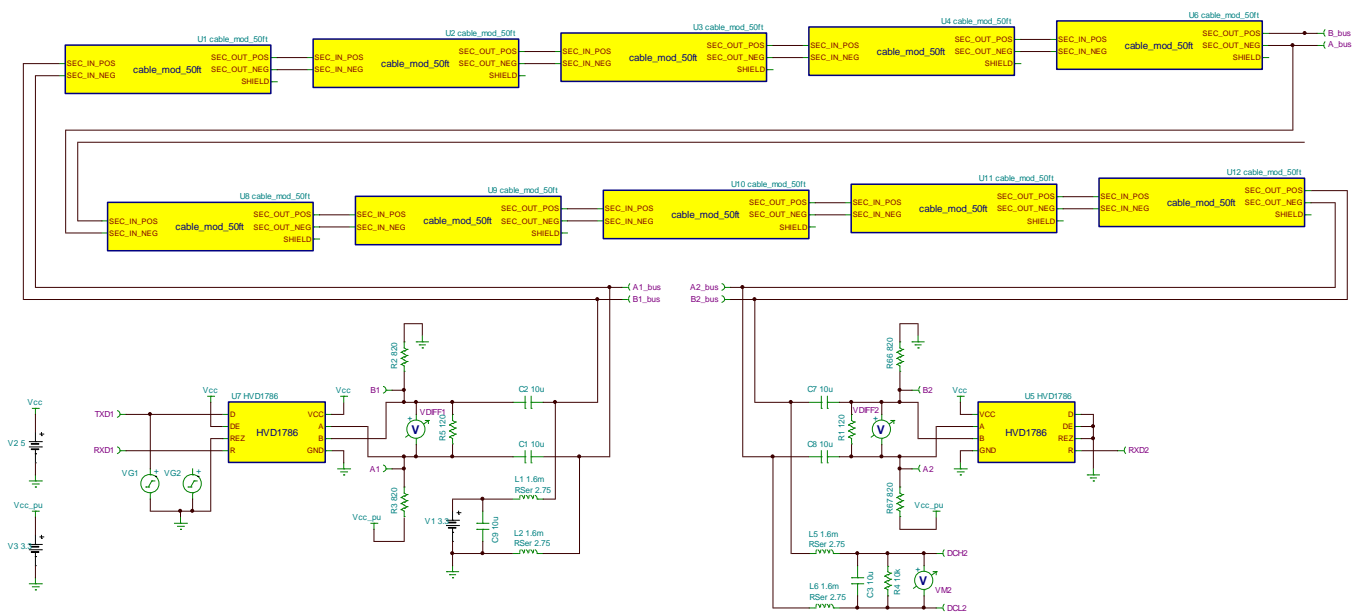 U1 cable_mod_50ft
SEC_IN_POS
SEC_IN_NEG
cable_mod_50ft
SEC_OUT_POS
SEC_OUT_NEG
SHIELD
U2 cable_mod_50ft
SEC_IN_POS
SEC_IN_NEG
cable_mod_50ft
SEC_OUT_POS
SEC_OUT_NEG
SHIELD
U3 cable_mod_50ft
SEC_IN_POS
SEC_IN_NEG
cable_mod_50ft
SEC_OUT_POS
SEC_OUT_NEG
SHIELD
U4 cable_mod_50ft
SEC_IN_POS
SEC_IN_NEG
cable_mod_50ft
SEC_OUT_POS
SEC_OUT_NEG
SHIELD
U6 cable_mod_50ft
SEC_IN_POS
SEC_IN_NEG
cable_mod_50ft
SEC_OUT_POS
SEC_OUT_NEG
SHIELD
B_bus
A_bus
U8 cable_mod_50ft
SEC_IN_POS
SEC_IN_NEG
cable_mod_50ft
SEC_OUT_POS
SEC_OUT_NEG
SHIELD
U9 cable_mod_50ft
SEC_IN_POS
SEC_IN_NEG
cable_mod_50ft
SEC_OUT_POS
SEC_OUT_NEG
SHIELD
U10 cable_mod_50ft
SEC_IN_POS
SEC_IN_NEG
cable_mod_50ft
SEC_OUT_POS
SEC_OUT_NEG
SHIELD
U11 cable_mod_50ft
SEC_IN_POS
SEC_IN_NEG
cable_mod_50ft
SEC_OUT_POS
SEC_OUT_NEG
SHIELD
U12 cable_mod_50ft
SEC_IN_POS
SEC_IN_NEG
cable_mod_50ft
SEC_OUT_POS
SEC_OUT_NEG
SHIELD
A1_bus
B1_bus
A2_bus
B2_bus
Vcc
V2 5
Vcc_pu
V3 3.3
TXD1
RXD1
VG1
VG2
Vcc
U7 HVD1786
D
DE
REZ
R
HVD1786
VCC
A
B
GND
Vcc
R2 820
B1
VDIFF1
V
R5 120
A1
R3 820
Vcc_pu
C2 10u
C1 10u
L1 1.6m
RSer 2.75
V1 3.3
C9 10u
L2 1.6m
RSer 2.75
C7 10u
C8 10u
R1 120
VDIFF2
V
R66 820
B2
A2
R67 820
Vcc_pu
Vcc
U5 HVD1786
VCC
A
B
GND
HVD1786
D
DE
REZ
R
RXD2
L5 1.6m
RSer 2.75
C3 10u
R4 10k
V
VM2
DCH2
L6 1.6m
RSer 2.75
DCL2